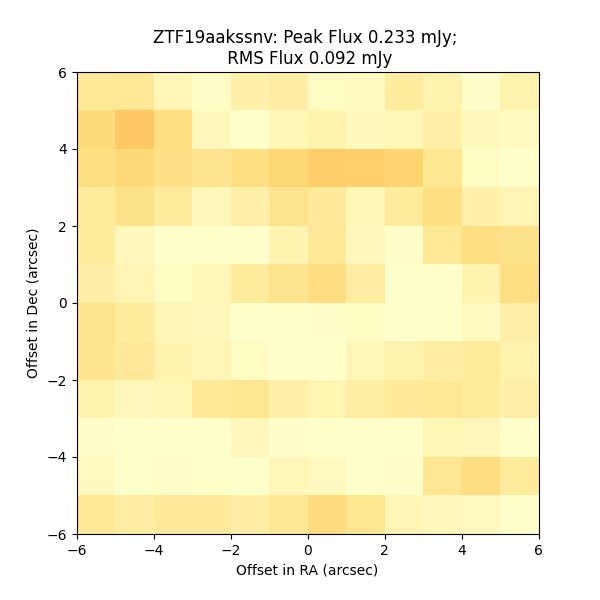 ZTF19aakssnv: Peak Flux 0.233 mJy;
RMS Flux 0.092 mJy
6
4
2
0
−2
−4
−6
Offset in Dec (arcsec)
−6 −4 −2 0 2 4 6
Offset in RA (arcsec)